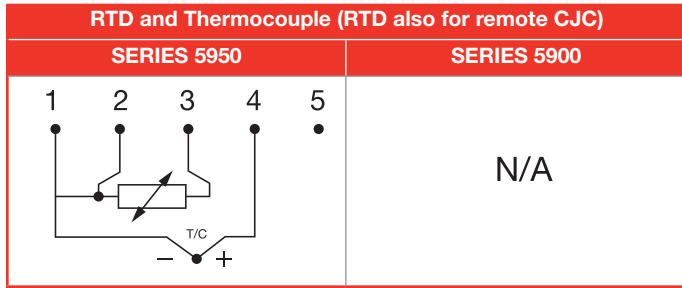 RTD and Thermocouple (RTD also for remote CJC)
SERIES 5950 SERIES 5900
1 2 3 4 5
N/A
T/C
− +